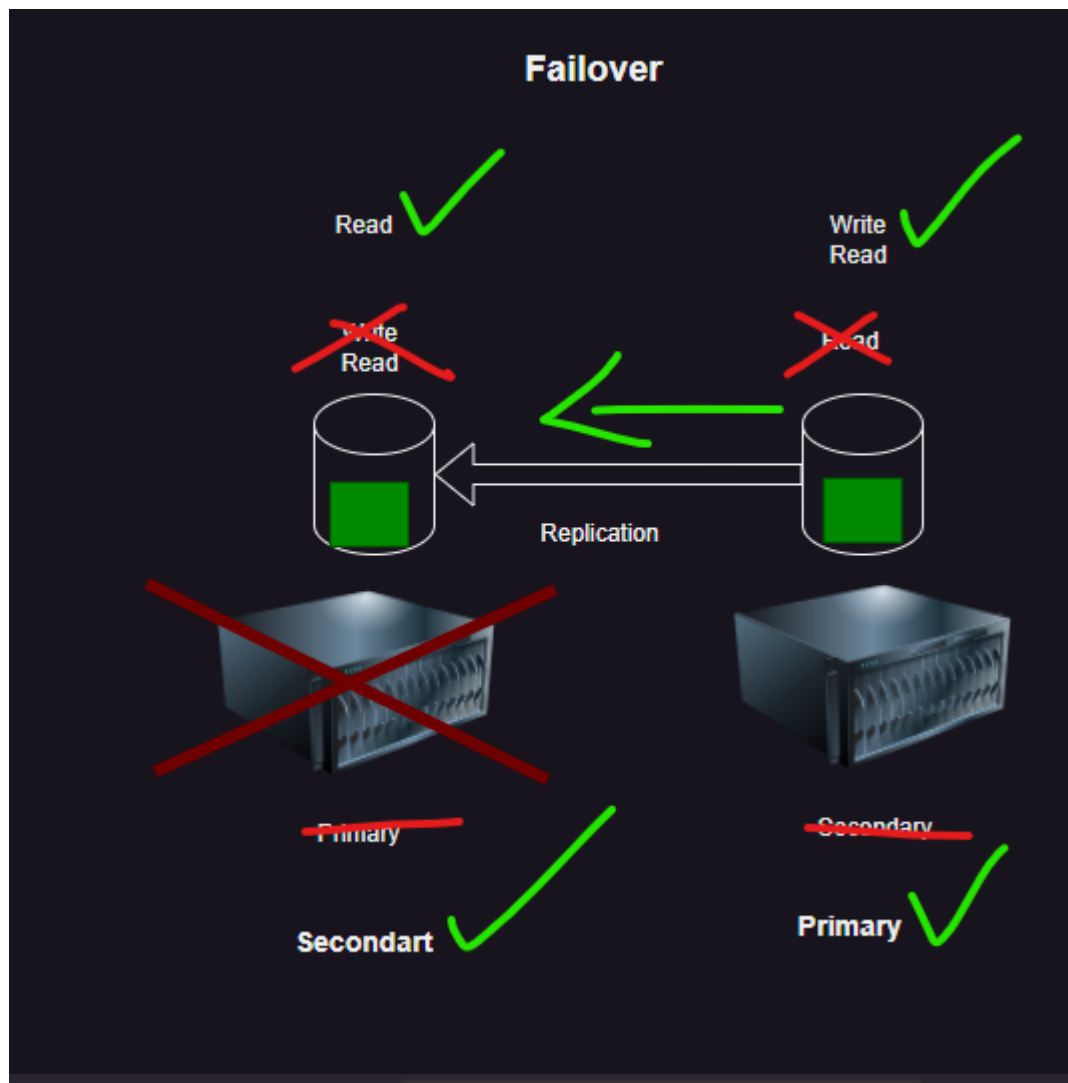 Failover
Read
Write
Read
Write
Read
Read
Replication
Primary
Secondary
Secondart
Primary